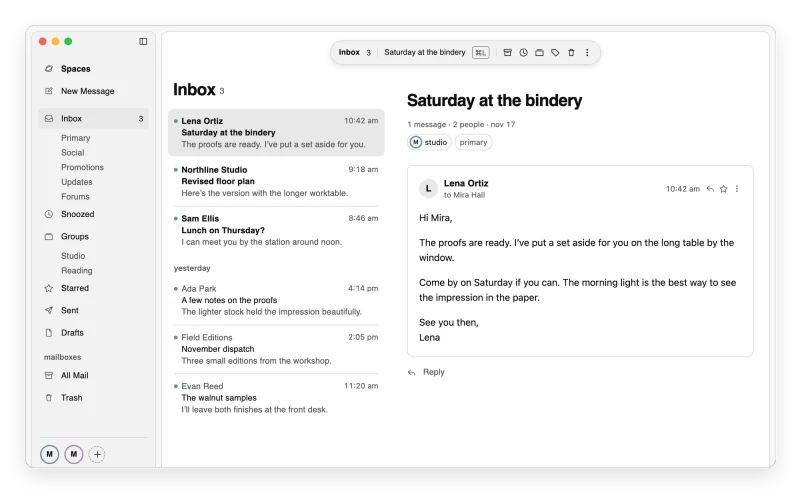 Spaces
New Message
Inbox 3
Primary
Social
Promotions
Updates
Forums
Snoozed
Groups
Studio
Reading
Starred
Sent
Drafts
mailboxes
All Mail
Trash
M M +
Inbox 3 Saturday at the bindery ⌘L
Inbox 3
Lena Ortiz 10:42 am
Saturday at the bindery
The proofs are ready. I've put a set aside for you.
Northline Studio 9:18 am
Revised floor plan
Here's the version with the longer worktable.
Sam Ellis 8:46 am
Lunch on Thursday?
I can meet you by the station around noon.
yesterday
Ada Park 4:14 pm
A few notes on the proofs
The lighter stock held the impression beautifully.
Field Editions 2:05 pm
November dispatch
Three small editions from the workshop.
Evan Reed 11:20 am
The walnut samples
I'll leave both finishes at the front desk.
Saturday at the bindery
1 message · 2 people · nov 17
M studio primary
L Lena Ortiz 10:42 am
to Mira Hall
Hi Mira,
The proofs are ready. I've put a set aside for you on the long table by the
window.
Come by on Saturday if you can. The morning light is the best way to see
the impression in the paper.
See you then,
Lena
Reply